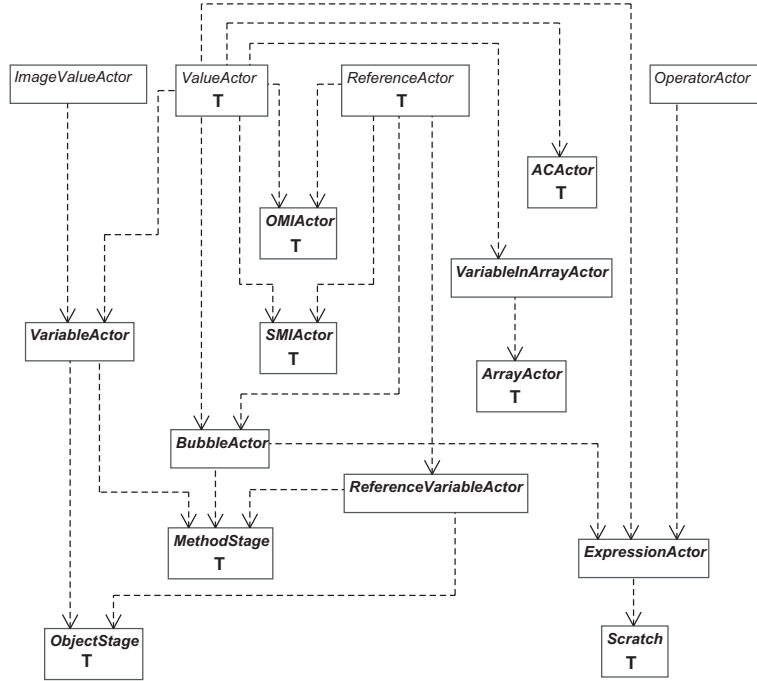 ImageValueActor
ValueActor
T
ReferenceActor
T
OperatorActor
ACActor
T
OMIActor
T
VariableInArrayActor
VariableActor
SMIActor
T
ArrayActor
T
BubbleActor
ReferenceVariableActor
MethodStage
T
ExpressionActor
ObjectStage
T
Scratch
T